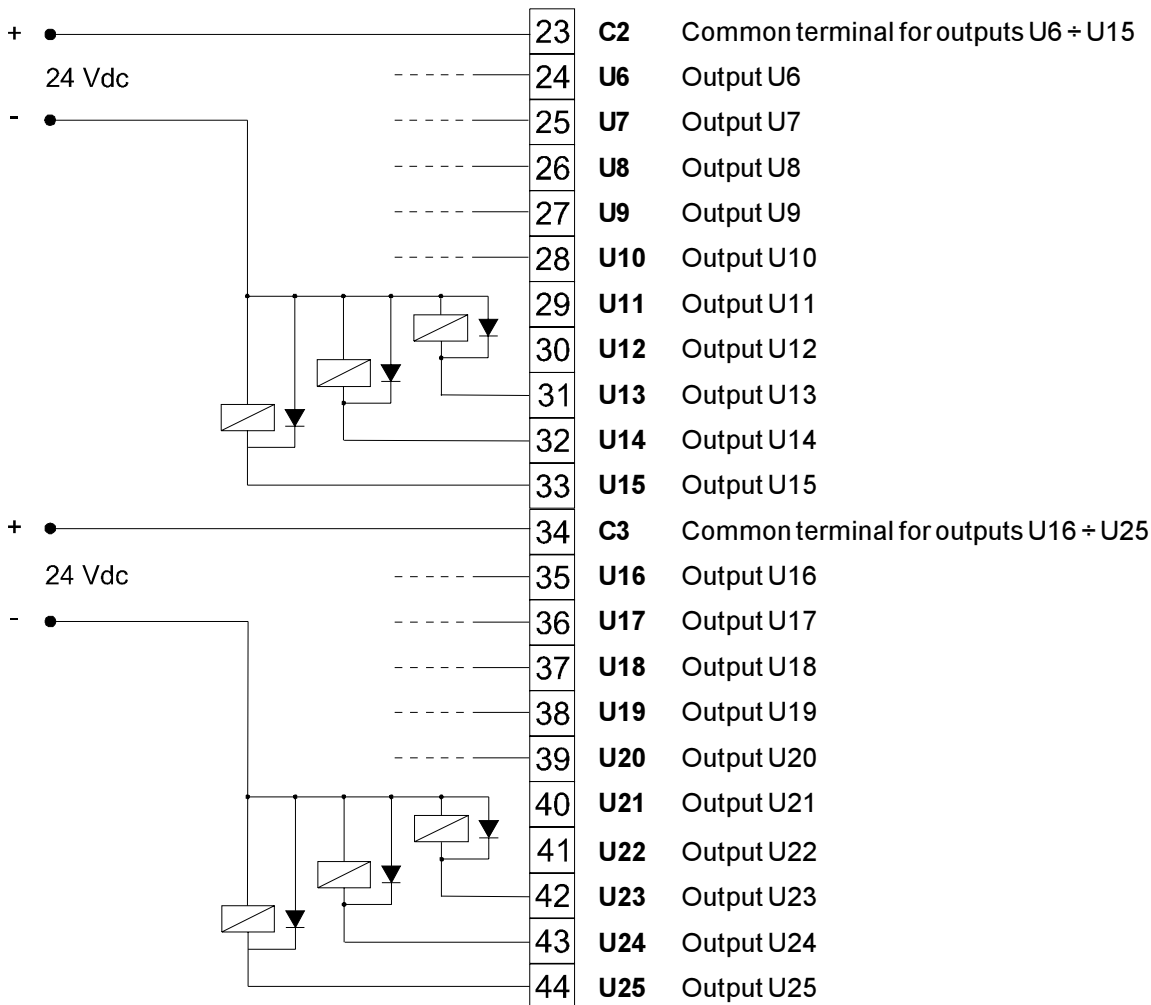 + 23 C2 Common terminal for outputs U6 ÷ U15
24 Vdc 24 U6 Output U6
- 25 U7 Output U7
26 U8 Output U8
27 U9 Output U9
28 U10 Output U10
29 U11 Output U11
30 U12 Output U12
31 U13 Output U13
32 U14 Output U14
33 U15 Output U15
+ 34 C3 Common terminal for outputs U16 ÷ U25
24 Vdc 35 U16 Output U16
- 36 U17 Output U17
37 U18 Output U18
38 U19 Output U19
39 U20 Output U20
40 U21 Output U21
41 U22 Output U22
42 U23 Output U23
43 U24 Output U24
44 U25 Output U25